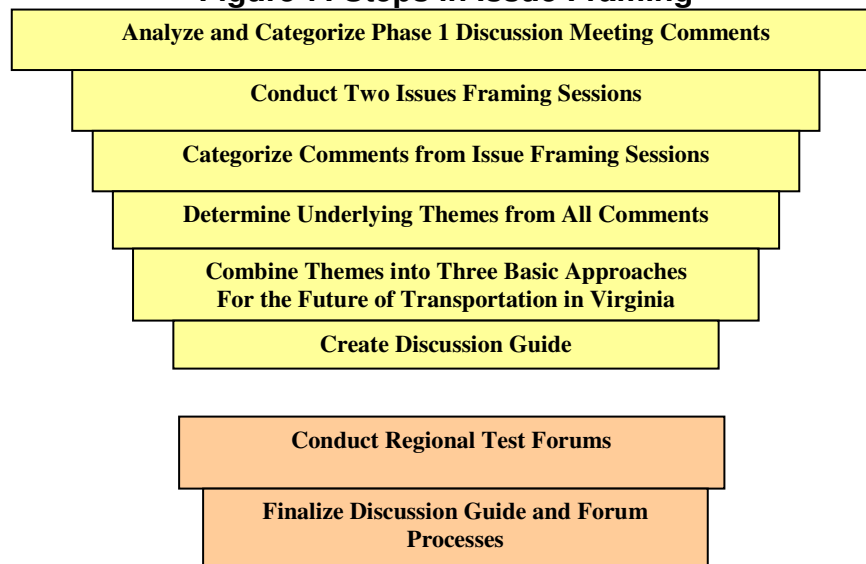 Steps in Issue Framing
Analyze and Categorize Phase 1 Discussion Meeting Comments
Conduct Two Issues Framing Sessions
Categorize Comments from Issue Framing Sessions
Determine Underlying Themes from All Comments
Combine Themes into Three Basic Approaches
For the Future of Transportation in Virginia
Create Discussion Guide
Conduct Regional Test Forums
Finalize Discussion Guide and Forum
Processes